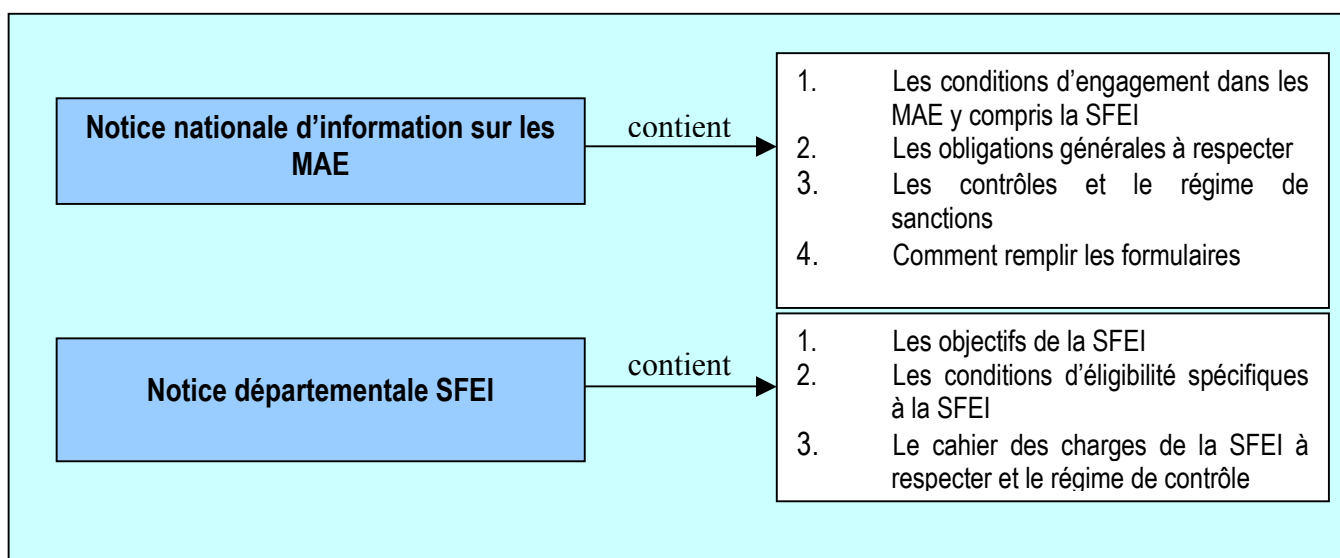 Notice nationale d'information sur les
MAE
contient
1. Les conditions d'engagement dans les
MAE y compris la SFEI
2. Les obligations générales à respecter
3. Les contrôles et le régime de
sanctions
4. Comment remplir les formulaires
Notice départementale SFEI
contient
1. Les objectifs de la SFEI
2. Les conditions d'éligibilité spécifiques
à la SFEI
3. Le cahier des charges de la SFEI à
respecter et le régime de contrôle